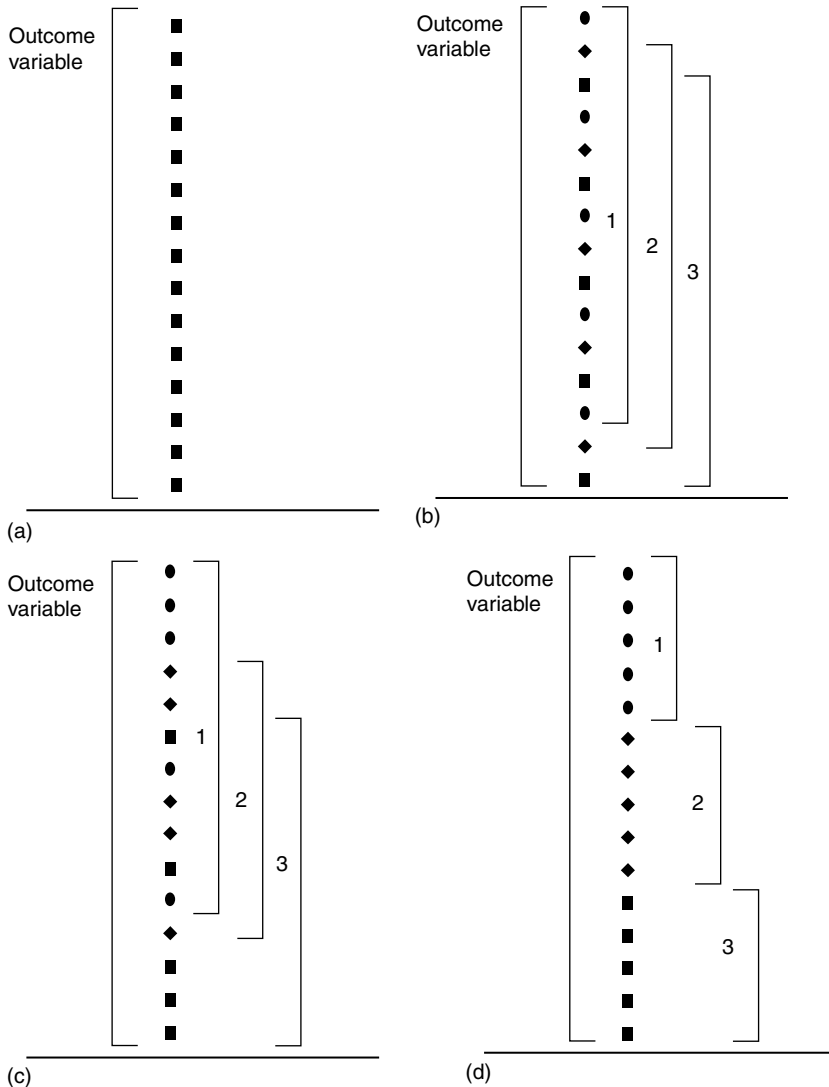 Outcome
variable
(a)
Outcome
variable
1
2
3
(b)
Outcome
variable
1
2
3
(c)
Outcome
variable
1
2
3
(d)